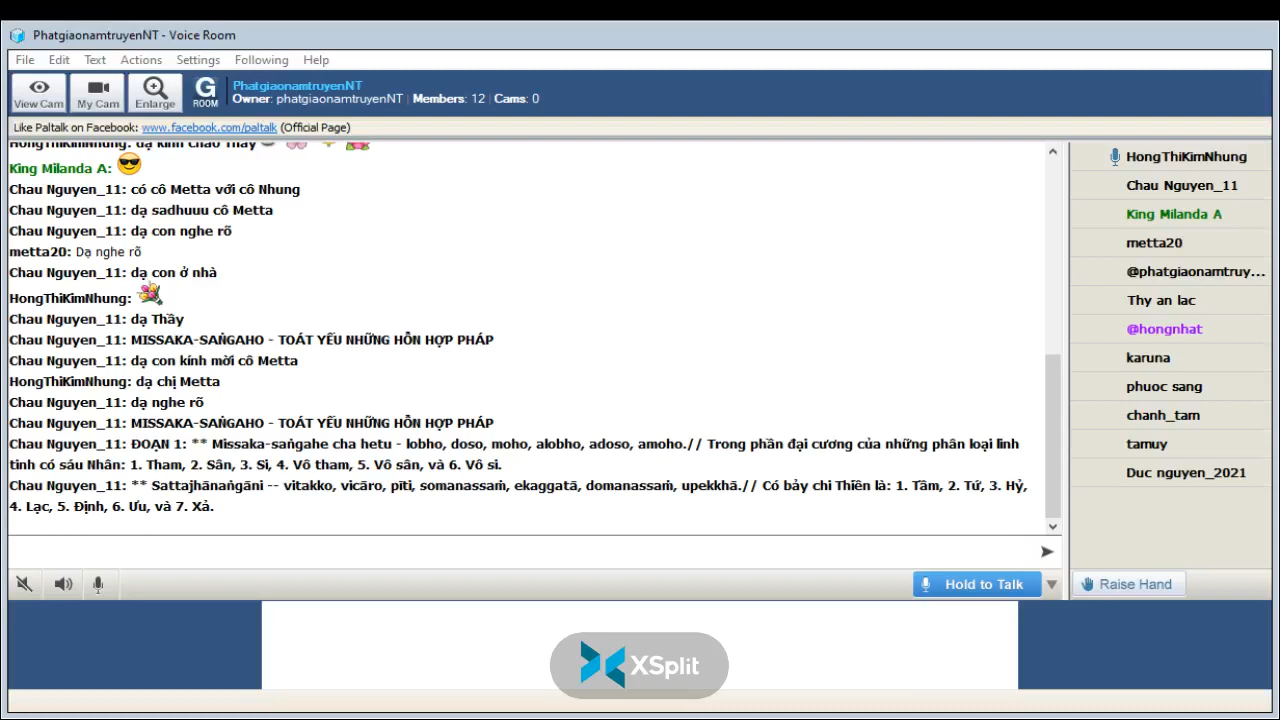 PhatgiaonamtruyenNT - Voice Room
File Edit Text Actions Settings Following Help
View Cam My Cam Enlarge G ROOM
PhatgiaonamtruyenNT
Owner: phatgiaonamtruyenNT | Members: 12 | Cams: 0
Like Paltalk on Facebook: www.facebook.com/paltalk (Official Page)
HongThiKimNhung: dạ kính chào Thầy
King Milanda A:
Chau Nguyen_11: có cô Metta với cô Nhung
Chau Nguyen_11: dạ sadhuuu cô Metta
Chau Nguyen_11: dạ con nghe rõ
metta20: Dạ nghe rõ
Chau Nguyen_11: dạ con ở nhà
HongThiKimNhung:
Chau Nguyen_11: dạ Thầy
Chau Nguyen_11: MISSAKA-SAṄGAHO - TOÁT YẾU NHỮNG HỖN HỢP PHÁP
Chau Nguyen_11: dạ con kính mời cô Metta
HongThiKimNhung: dạ chị Metta
Chau Nguyen_11: dạ nghe rõ
Chau Nguyen_11: MISSAKA-SAṄGAHO - TOÁT YẾU NHỮNG HỖN HỢP PHÁP
Chau Nguyen_11: ĐOẠN 1: ** Missaka-saṅgahe cha hetu - lobho, doso, moho, alobho, adoso, amoho.// Trong phần đại cương của những phân loại linh
tinh có sáu Nhân: 1. Tham, 2. Sân, 3. Si, 4. Vô tham, 5. Vô sân, và 6. Vô si.
Chau Nguyen_11: ** Sattajhānaṅgāni -- vitakko, vicāro, pīti, somanassaṁ, ekaggatā, domanassaṁ, upekkhā.// Có bảy chi Thiền là: 1. Tầm, 2. Tứ, 3. Hỷ,
4. Lạc, 5. Định, 6. Ưu, và 7. Xả.
HongThiKimNhung
Chau Nguyen_11
King Milanda A
metta20
@phatgiaonamtruy...
Thy an lac
@hongnhat
karuna
phuoc sang
chanh_tam
tamuy
Duc nguyen_2021
Hold to Talk
Raise Hand
XSplit